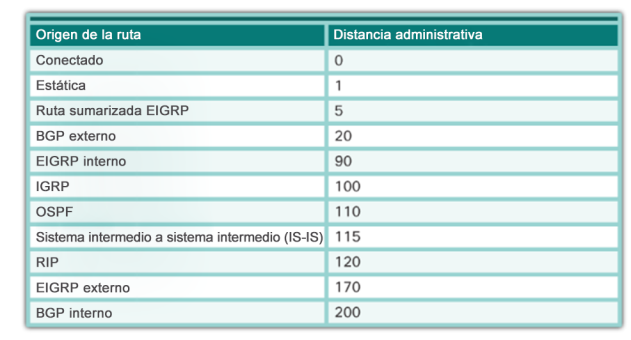 Origen de la ruta Distancia administrativa
Conectado 0
Estática 1
Ruta sumarizada EIGRP 5
BGP externo 20
EIGRP interno 90
IGRP 100
OSPF 110
Sistema intermedio a sistema intermedio (IS-IS) 115
RIP 120
EIGRP externo 170
BGP interno 200